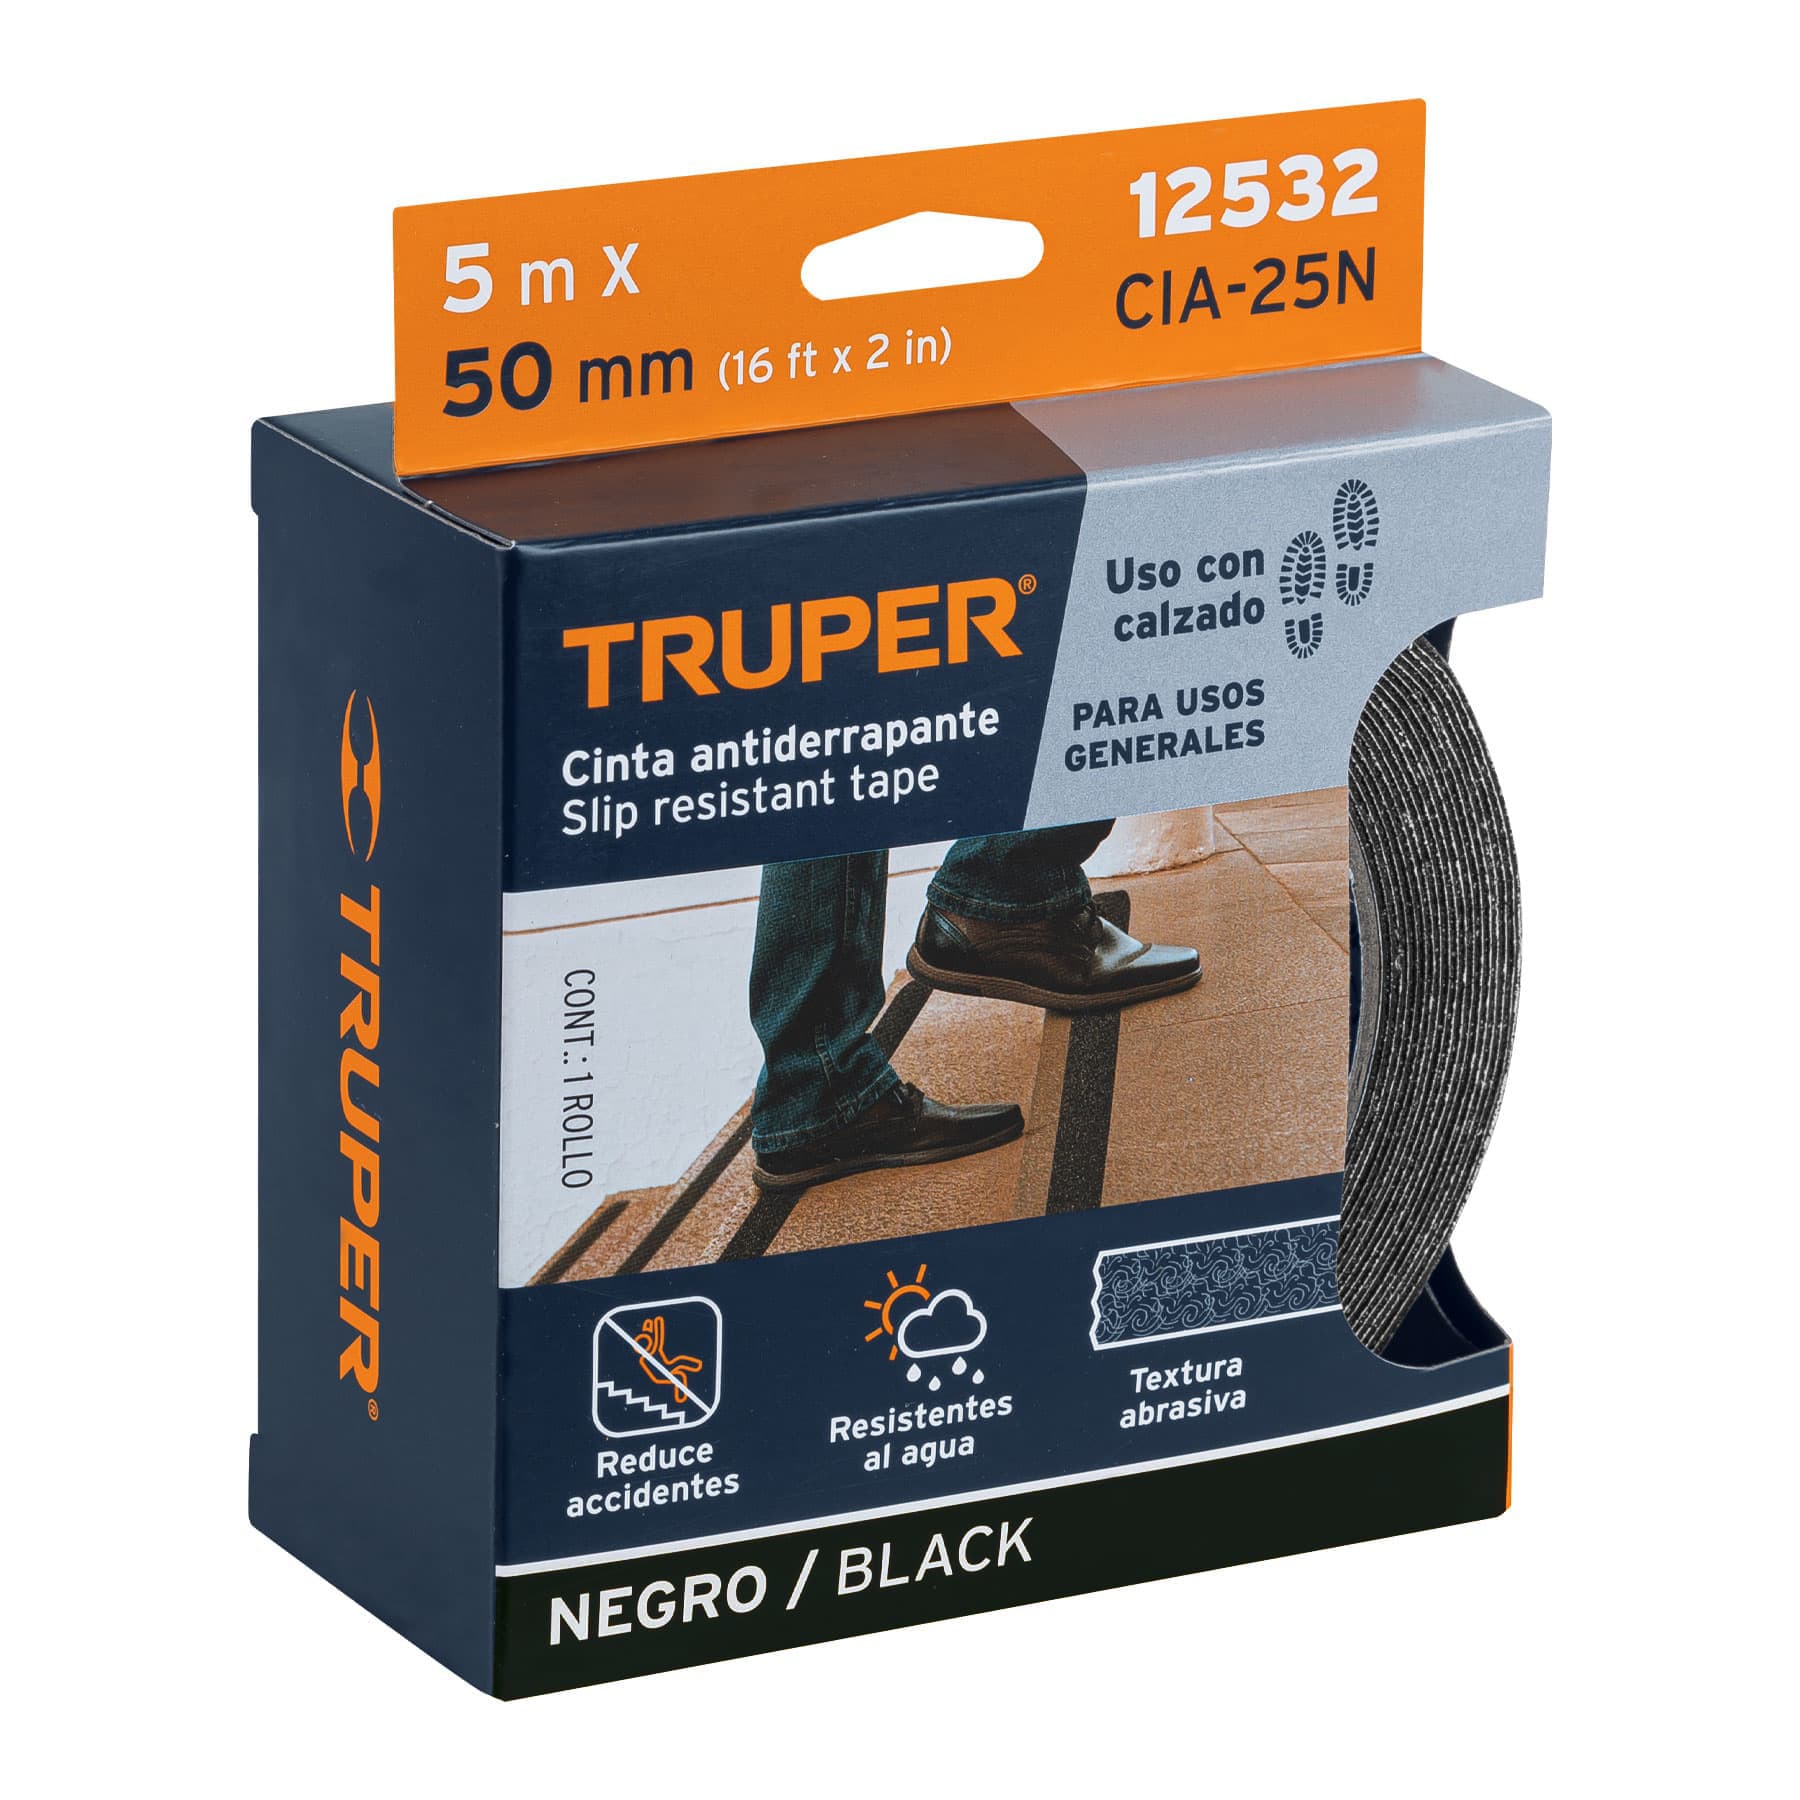 5 m x
50 mm (16 ft x 2 in)
12532
CIA-25N
TRUPER®
Cinta antiderrapante
Slip resistant tape
Uso con
calzado
PARA USOS
GENERALES
CONT.: 1 ROLLO
TRUPER®
Reduce
accidentes
Resistentes
al agua
Textura
abrasiva
NEGRO / BLACK